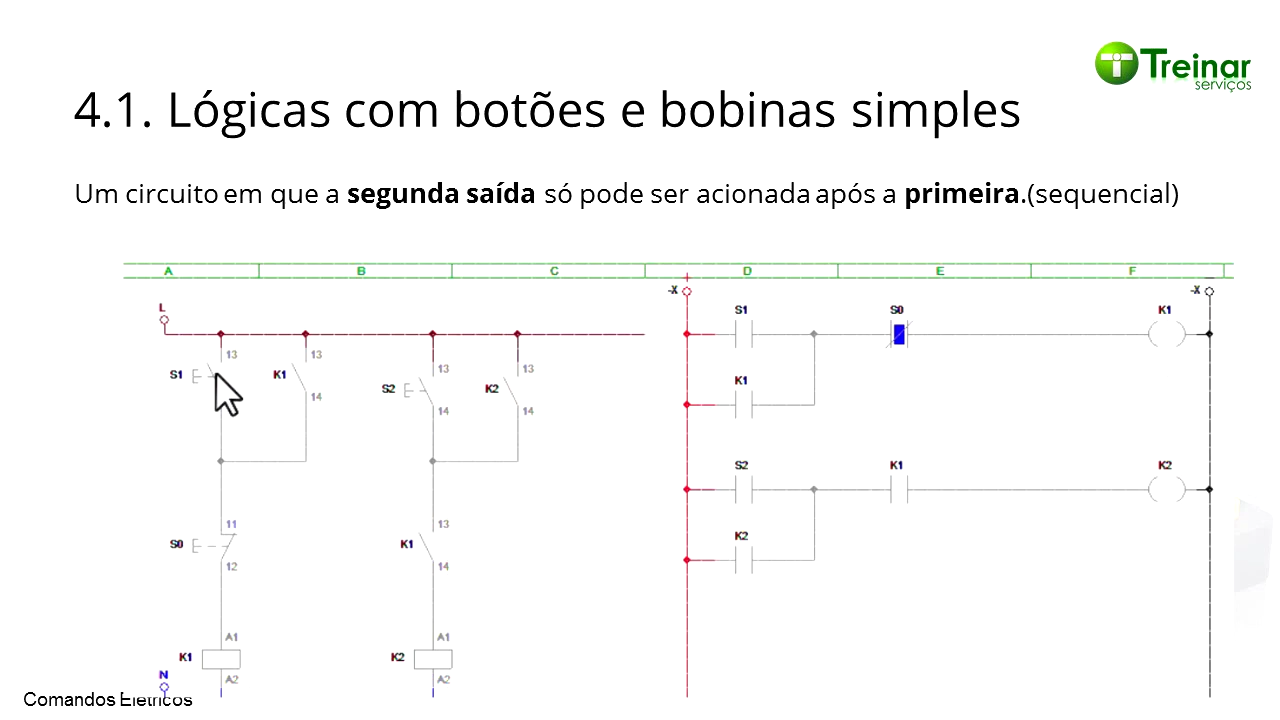 Treinar
serviços
4.1. Lógicas com botões e bobinas simples
Um circuito em que a segunda saída só pode ser acionada após a primeira.(sequencial)
A B C D E F
L
-X -X
S1 S0 K1
13 13 13 13
S1 K1 S2 K2
14 14 14
K1
S2 K1 K2
11 13
K2
S0 K1
12 14
A1 A1
K1 K2
A2 A2
N
Comandos Elétricos